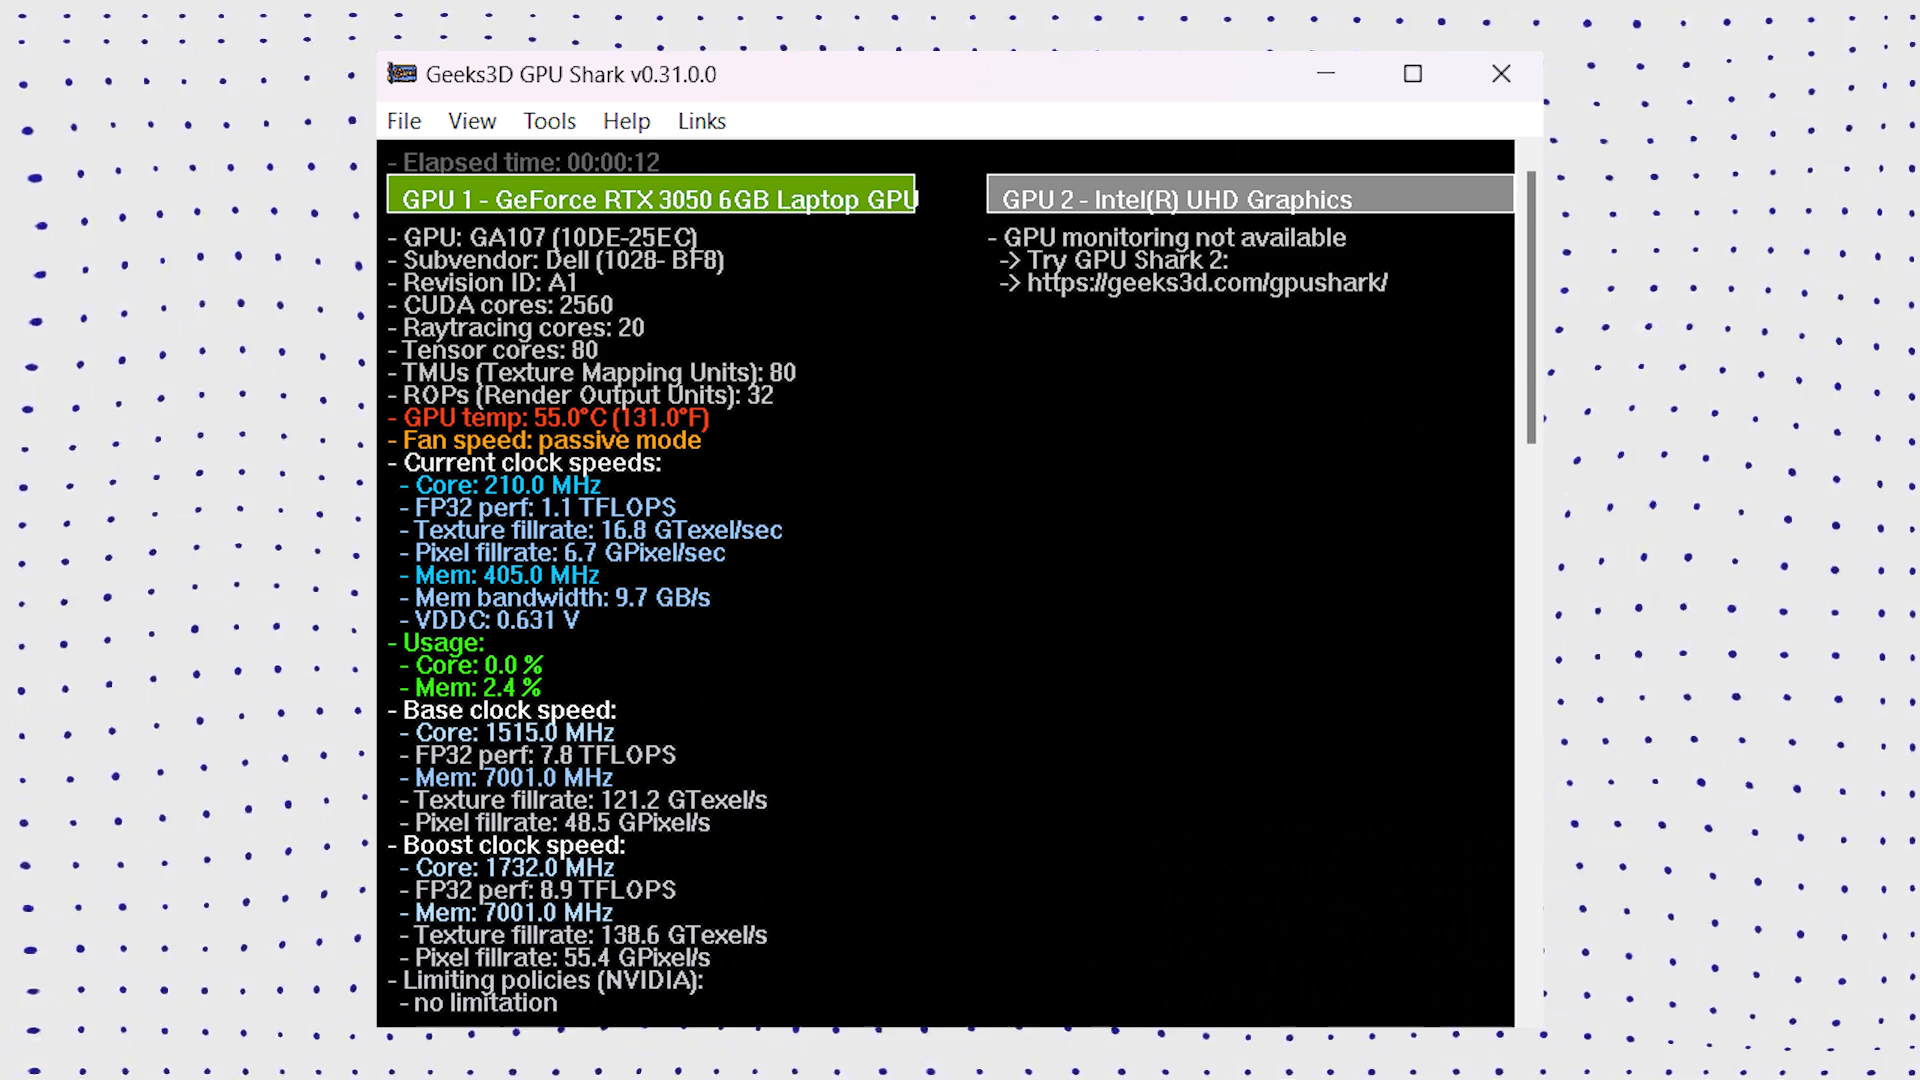 Geeks3D GPU Shark v0.31.0.0
File View Tools Help Links
- Elapsed time: 00:00:12
GPU 1 - GeForce RTX 3050 6GB Laptop GPU
- GPU: GA107 (10DE-25EC)
- Subvendor: Dell (1028- BF8)
- Revision ID: A1
- CUDA cores: 2560
- Raytracing cores: 20
- Tensor cores: 80
- TMUs (Texture Mapping Units): 80
- ROPs (Render Output Units): 32
- GPU temp: 55.0°C (131.0°F)
- Fan speed: passive mode
- Current clock speeds:
- Core: 210.0 MHz
- FP32 perf: 1.1 TFLOPS
- Texture fillrate: 16.8 GTexel/sec
- Pixel fillrate: 6.7 GPixel/sec
- Mem: 405.0 MHz
- Mem bandwidth: 9.7 GB/s
- VDDC: 0.631 V
- Usage:
- Core: 0.0 %
- Mem: 2.4 %
- Base clock speed:
- Core: 1515.0 MHz
- FP32 perf: 7.8 TFLOPS
- Mem: 7001.0 MHz
- Texture fillrate: 121.2 GTexel/s
- Pixel fillrate: 48.5 GPixel/s
- Boost clock speed:
- Core: 1732.0 MHz
- FP32 perf: 8.9 TFLOPS
- Mem: 7001.0 MHz
- Texture fillrate: 138.6 GTexel/s
- Pixel fillrate: 55.4 GPixel/s
- Limiting policies (NVIDIA):
- no limitation
GPU 2 - Intel(R) UHD Graphics
- GPU monitoring not available
-> Try GPU Shark 2:
-> https://geeks3d.com/gpushark/